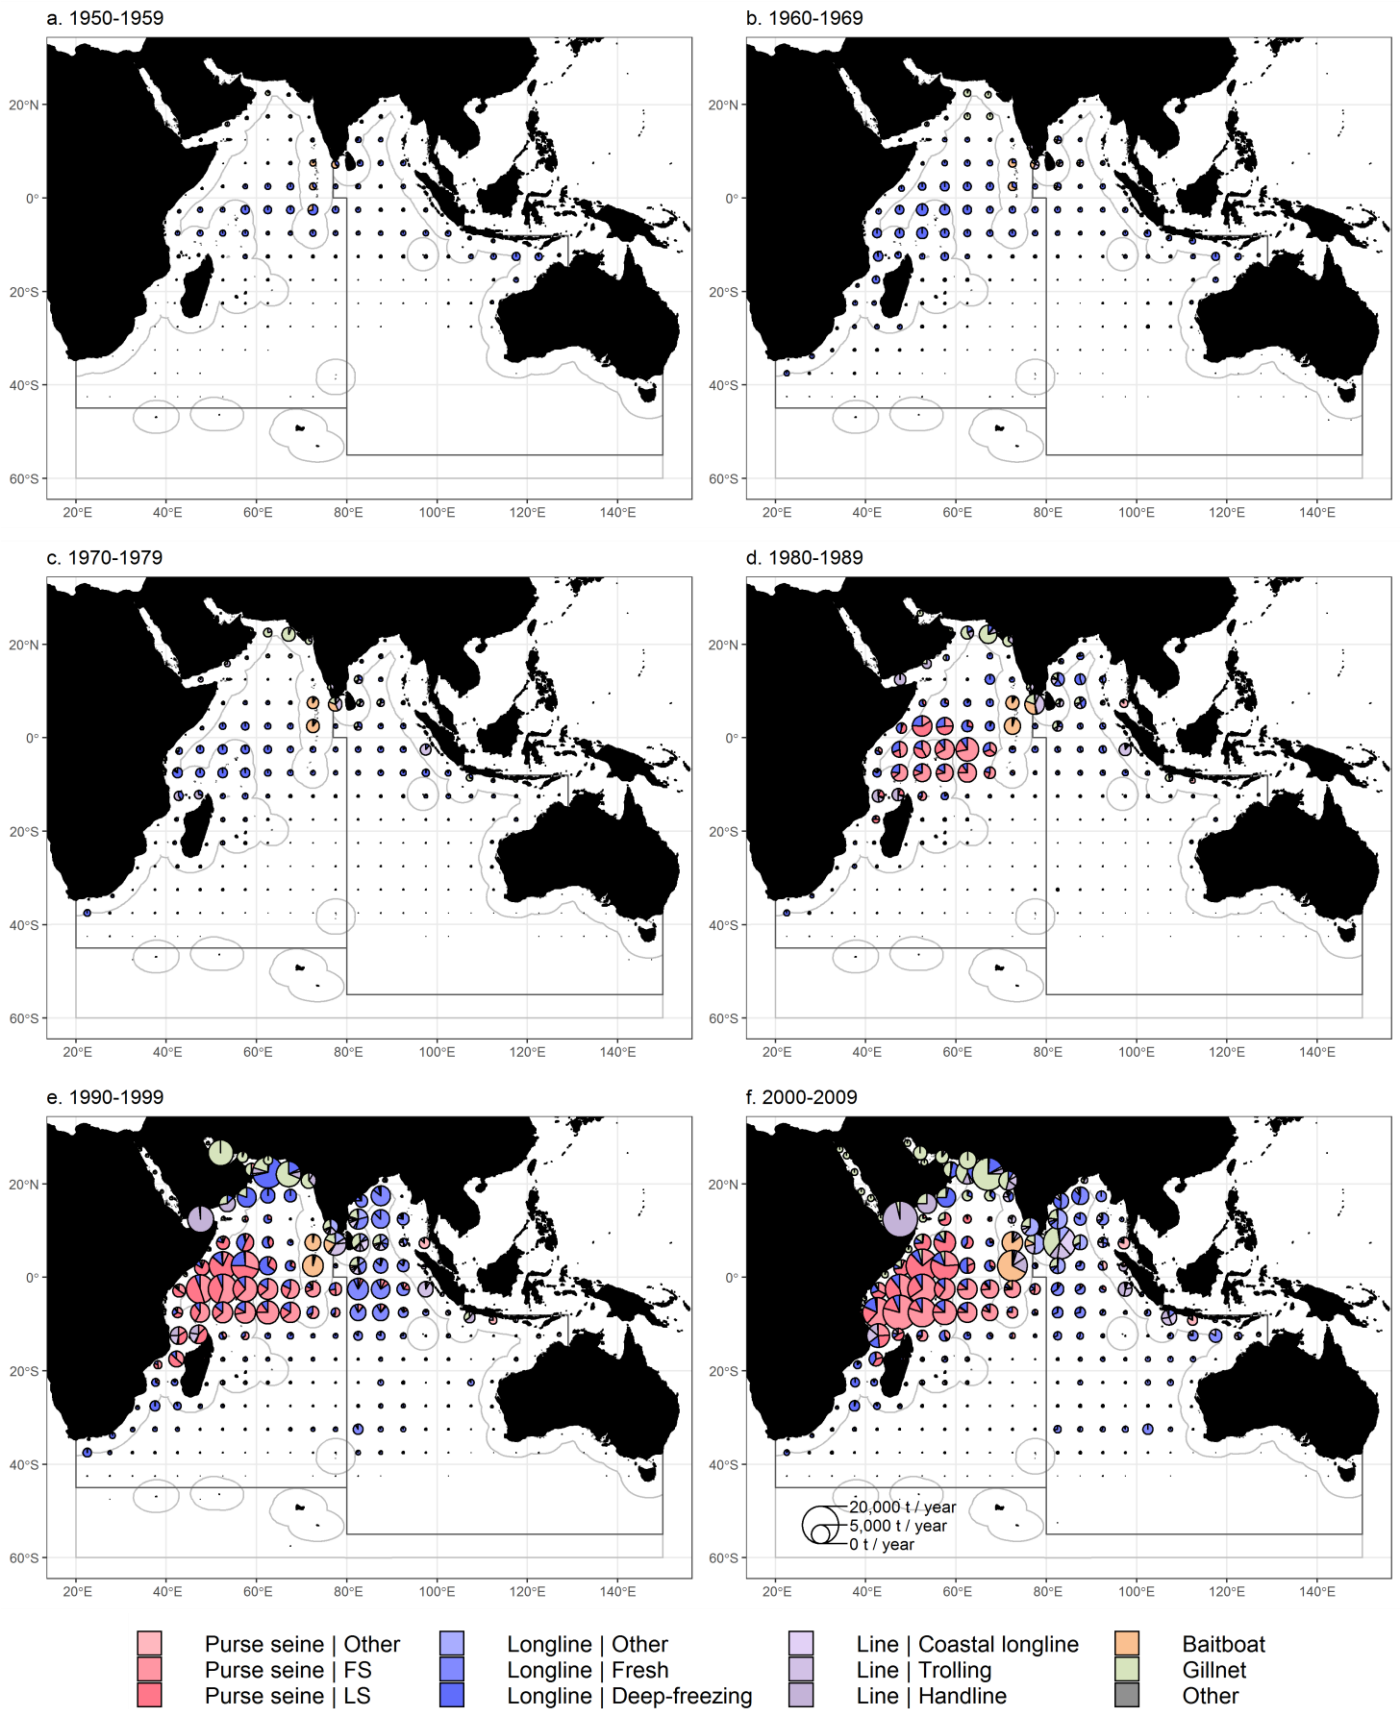 a. 1950-1959
b. 1960-1969
20°N
0°
20°S
40°S
60°S
20°N
0°
20°S
40°S
60°S
20°E 40°E 60°E 80°E 100°E 120°E 140°E
20°E 40°E 60°E 80°E 100°E 120°E 140°E
c. 1970-1979
d. 1980-1989
20°N
0°
20°S
40°S
60°S
20°N
0°
20°S
40°S
60°S
20°E 40°E 60°E 80°E 100°E 120°E 140°E
20°E 40°E 60°E 80°E 100°E 120°E 140°E
e. 1990-1999
f. 2000-2009
20°N
0°
20°S
40°S
60°S
20°N
0°
20°S
40°S
60°S
20,000 t / year
5,000 t / year
0 t / year
20°E 40°E 60°E 80°E 100°E 120°E 140°E
20°E 40°E 60°E 80°E 100°E 120°E 140°E
Purse seine | Other
Purse seine | FS
Purse seine | LS
Longline | Other
Longline | Fresh
Longline | Deep-freezing
Line | Coastal longline
Line | Trolling
Line | Handline
Baitboat
Gillnet
Other